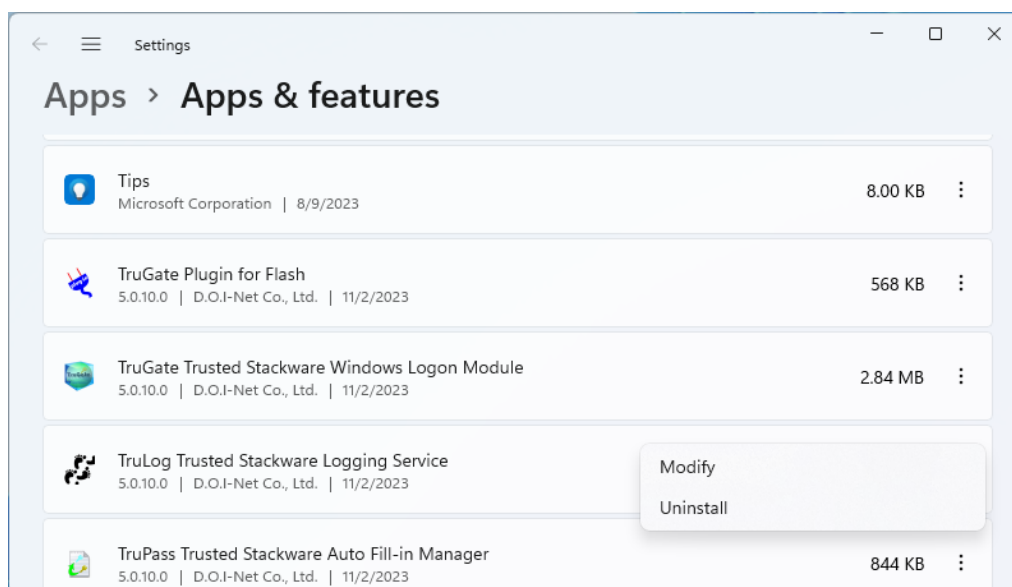 Settings
Apps > Apps & features
Tips
Microsoft Corporation | 8/9/2023
8.00 KB
TruGate Plugin for Flash
5.0.10.0 | D.O.I-Net Co., Ltd. | 11/2/2023
568 KB
TruGate Trusted Stackware Windows Logon Module
5.0.10.0 | D.O.I-Net Co., Ltd. | 11/2/2023
2.84 MB
TruLog Trusted Stackware Logging Service
5.0.10.0 | D.O.I-Net Co., Ltd. | 11/2/2023
Modify
Uninstall
TruPass Trusted Stackware Auto Fill-in Manager
5.0.10.0 | D.O.I-Net Co., Ltd. | 11/2/2023
844 KB